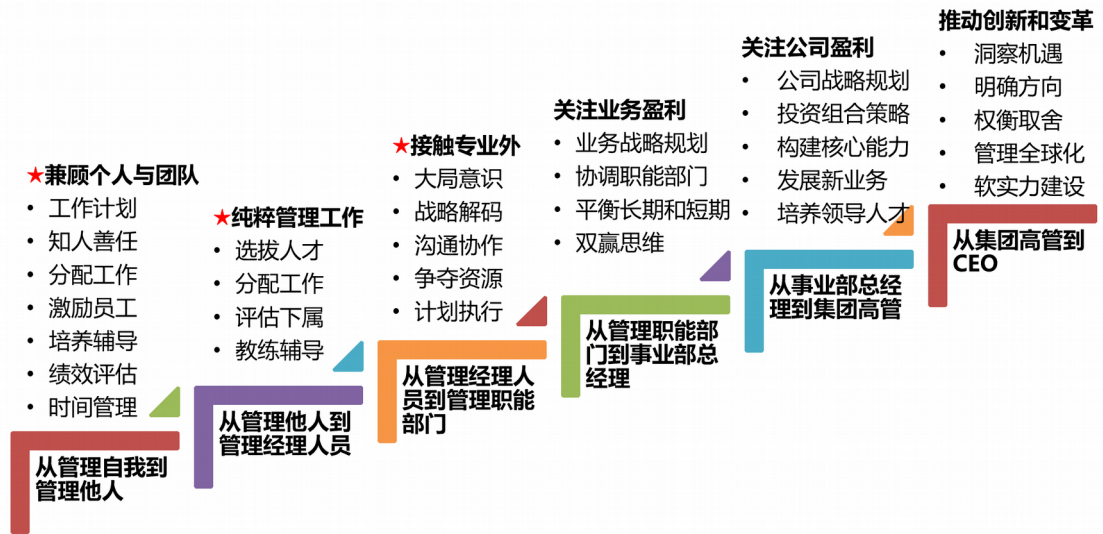 ★兼顾个人与团队
• 工作计划
• 知人善任
• 分配工作
• 激励员工
• 培养辅导
• 绩效评估
• 时间管理
从管理自我到
管理他人
★纯粹管理工作
• 选拔人才
• 分配工作
• 评估下属
• 教练辅导
从管理他人到
管理经理人员
★接触专业外
• 大局意识
• 战略解码
• 沟通协作
• 争夺资源
• 计划执行
从管理经理人
员到管理职能
部门
关注业务盈利
• 业务战略规划
• 协调职能部门
• 平衡长期和短期
• 双赢思维
从管理职能部
门到事业部总
经理
关注公司盈利
• 公司战略规划
• 投资组合策略
• 构建核心能力
• 发展新业务
• 培养领导人才
从事业部总经
理到集团高管
推动创新和变革
• 洞察机遇
• 明确方向
• 权衡取舍
• 管理全球化
• 软实力建设
从集团高管到
CEO